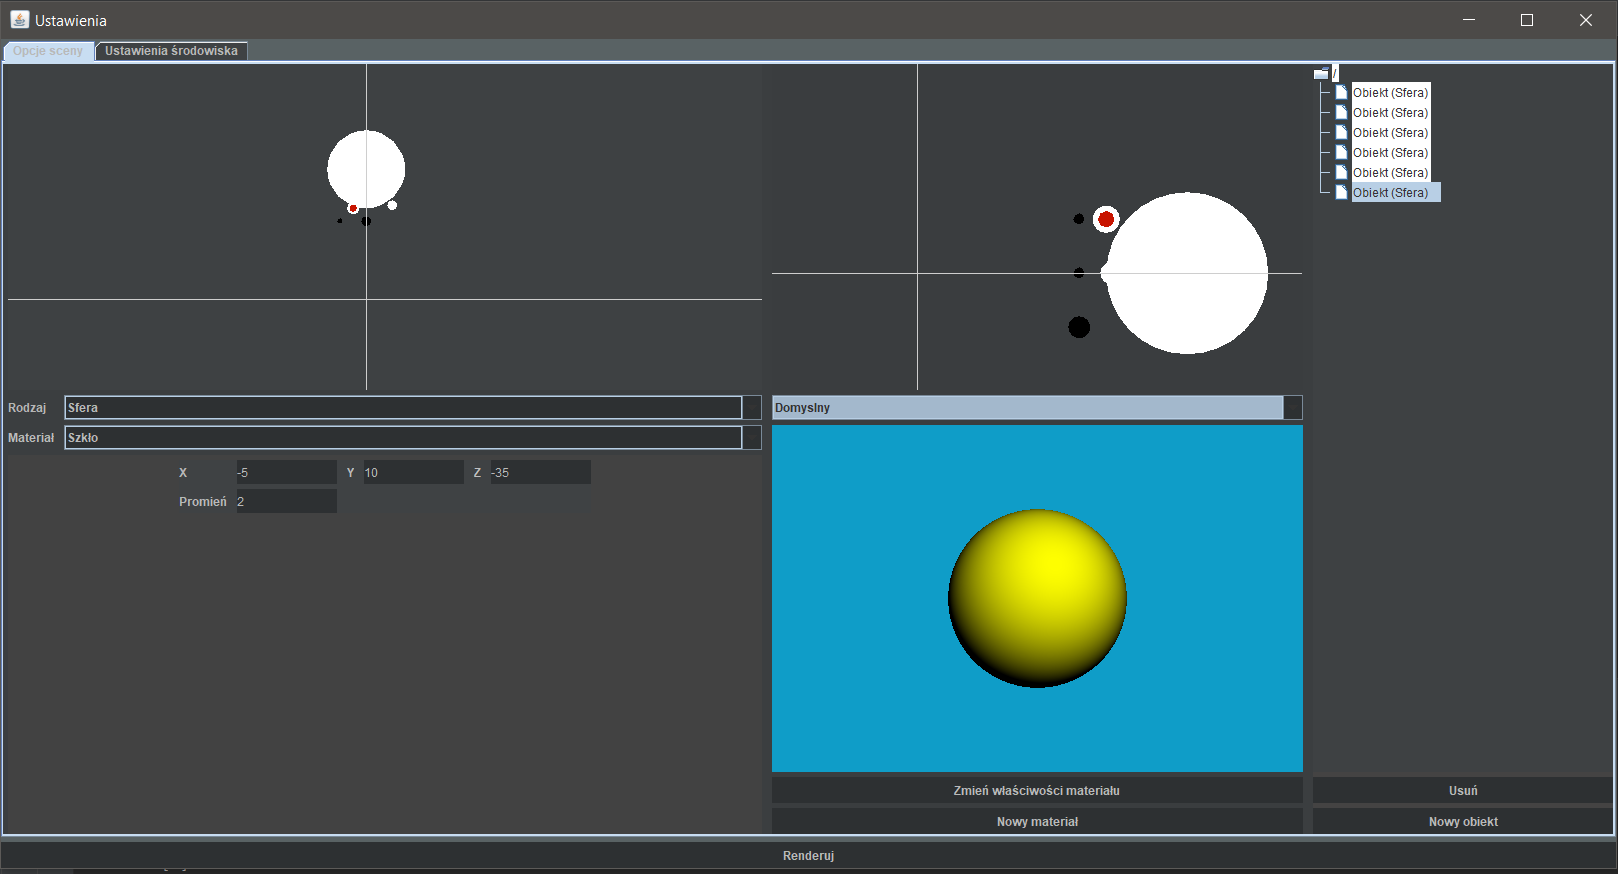 Ustawienia
Opcje sceny
Ustawienia środowiska
/
Obiekt (Sfera)
Obiekt (Sfera)
Obiekt (Sfera)
Obiekt (Sfera)
Obiekt (Sfera)
Obiekt (Sfera)
Rodzaj Sfera
Materiał Szkło
X -5 Y 10 Z -35
Promień 2
Domyslny
Zmień właściwości materiału
Nowy materiał
Usuń
Nowy obiekt
Renderuj